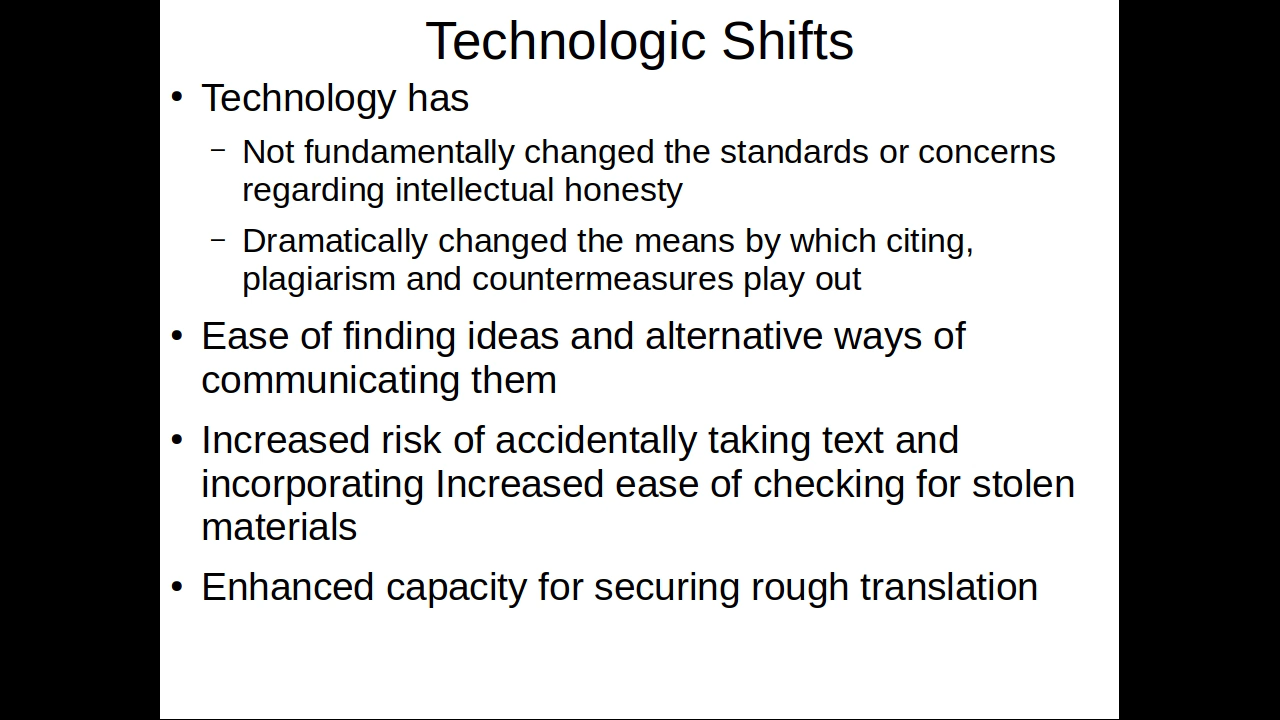 Technologic Shifts
• Technology has
– Not fundamentally changed the standards or concerns
regarding intellectual honesty
– Dramatically changed the means by which citing,
plagiarism and countermeasures play out
• Ease of finding ideas and alternative ways of
communicating them
• Increased risk of accidentally taking text and
incorporating Increased ease of checking for stolen
materials
• Enhanced capacity for securing rough translation